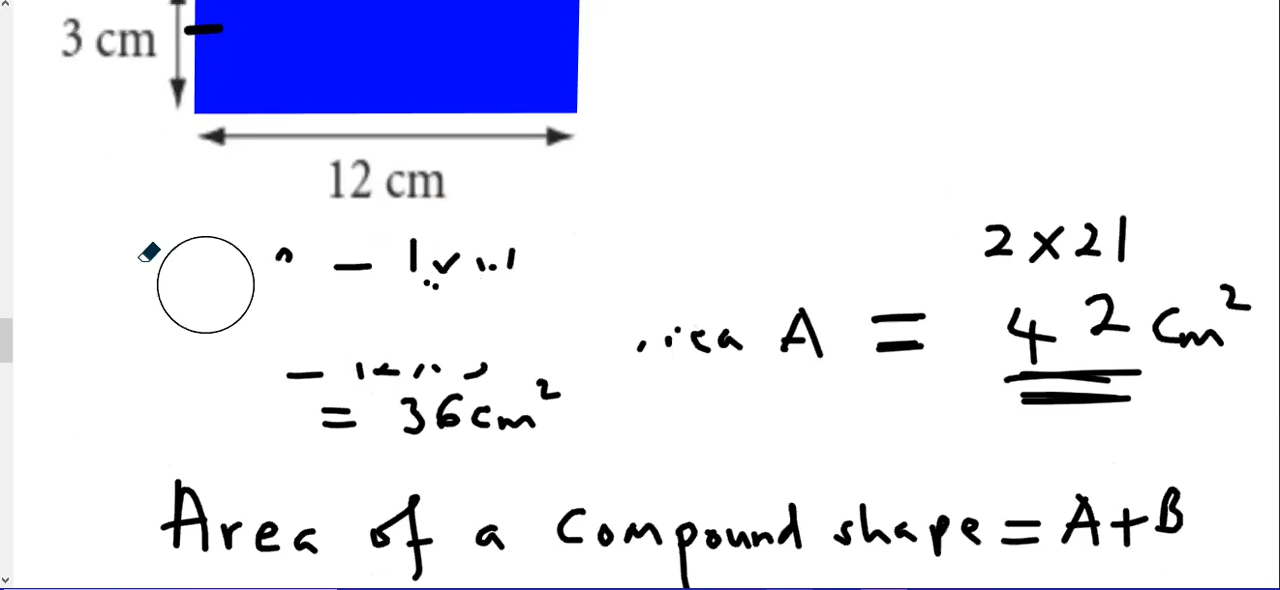 3 cm
12 cm
2 × 21
A = 42 cm²
= 36 cm²
Area of a compound shape = A + B